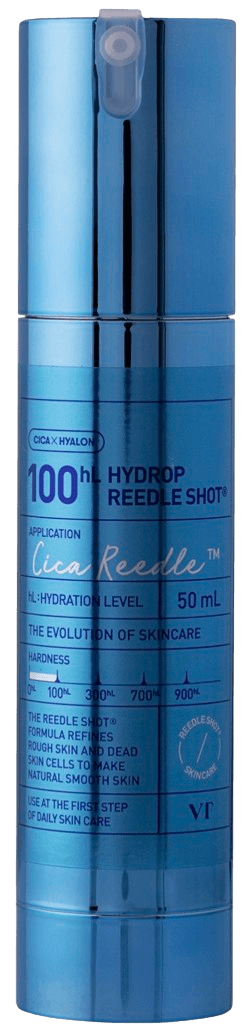 CICA × HYALON
100hL HYDROP
REEDLE SHOT®
APPLICATION
Cica Reedle™
hL:HYDRATION LEVEL 50 mL
THE EVOLUTION OF SKINCARE
HARDNESS
0hL 100hL 300hL 700hL 900hL
THE REEDLE SHOT®
FORMULA REFINES
ROUGH SKIN AND DEAD
SKIN CELLS TO MAKE
NATURAL SMOOTH SKIN
REEDLE SHOT
SKINCARE
USE AT THE FIRST STEP
OF DAILY SKIN CARE
VT